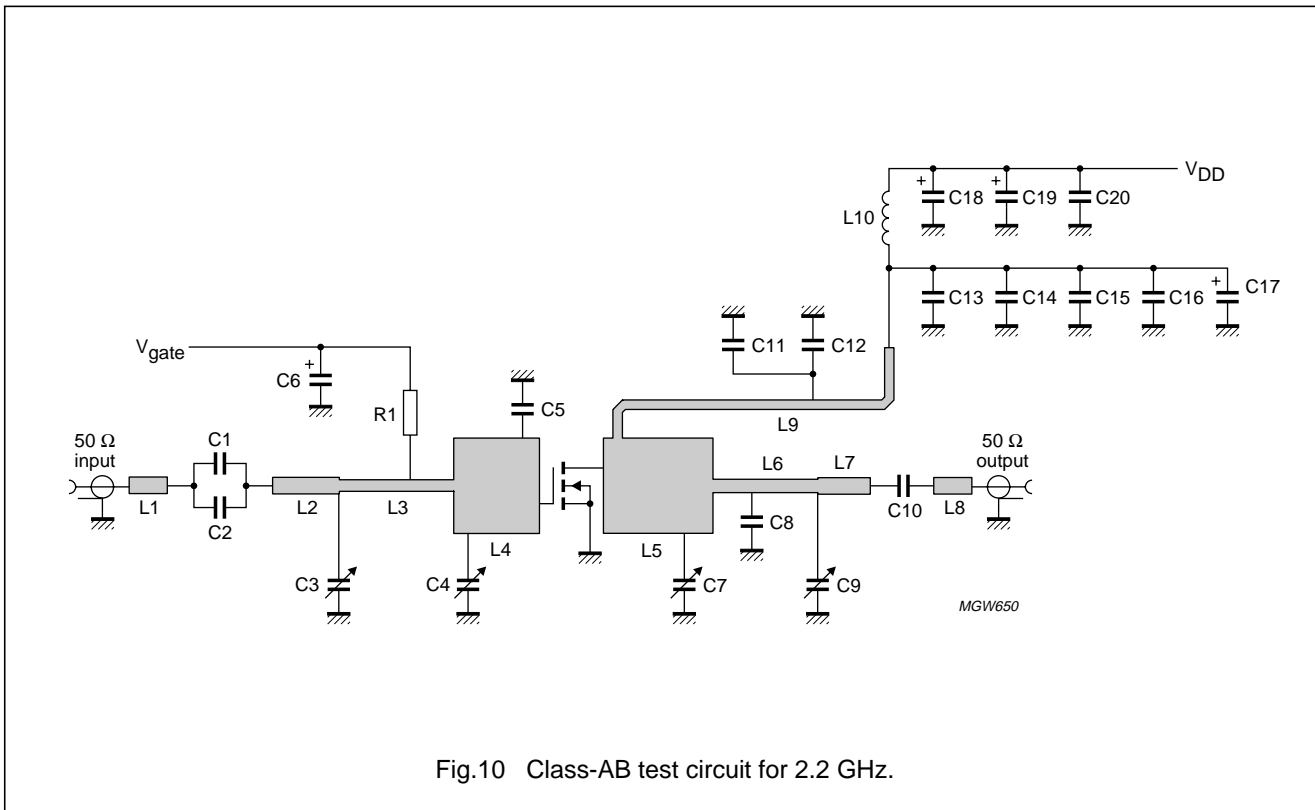 V_DD
+ C18
+ C19
C20
L10
C13
C14
C15
C16
+ C17
C11
C12
V_gate
+
C6
R1
C5
L9
50 Ω
input
C1
C2
L1
L2
L3
L4
L5
L6
L7
C8
C10
L8
50 Ω
output
C3
C4
C7
C9
MGW650
Fig.10 Class-AB test circuit for 2.2 GHz.